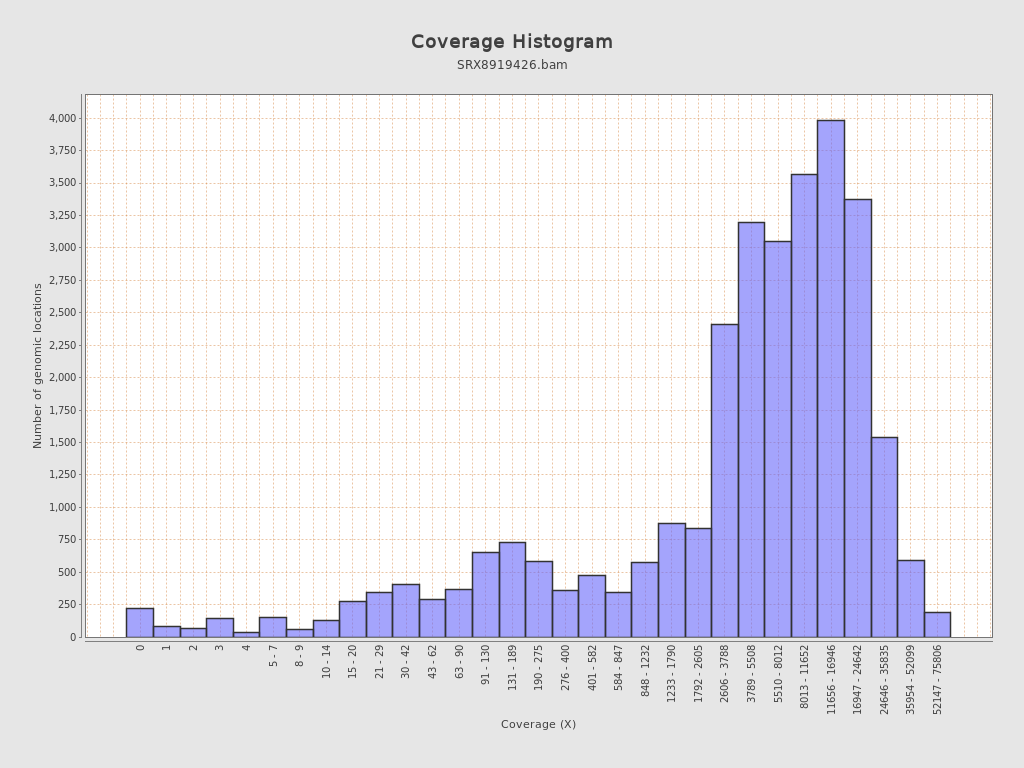 Coverage Histogram
SRX8919426.bam
Number of genomic locations
4,000
3,750
3,500
3,250
3,000
2,750
2,500
2,250
2,000
1,750
1,500
1,250
1,000
750
500
250
0
0
1
2
3
4
5 - 7
8 - 9
10 - 14
15 - 20
21 - 29
30 - 42
43 - 62
63 - 90
91 - 130
131 - 189
190 - 275
276 - 400
401 - 582
584 - 847
848 - 1232
1233 - 1790
1792 - 2605
2606 - 3788
3789 - 5508
5510 - 8012
8013 - 11652
11656 - 16946
16947 - 24642
24646 - 35835
35954 - 52099
52147 - 75806
Coverage (X)